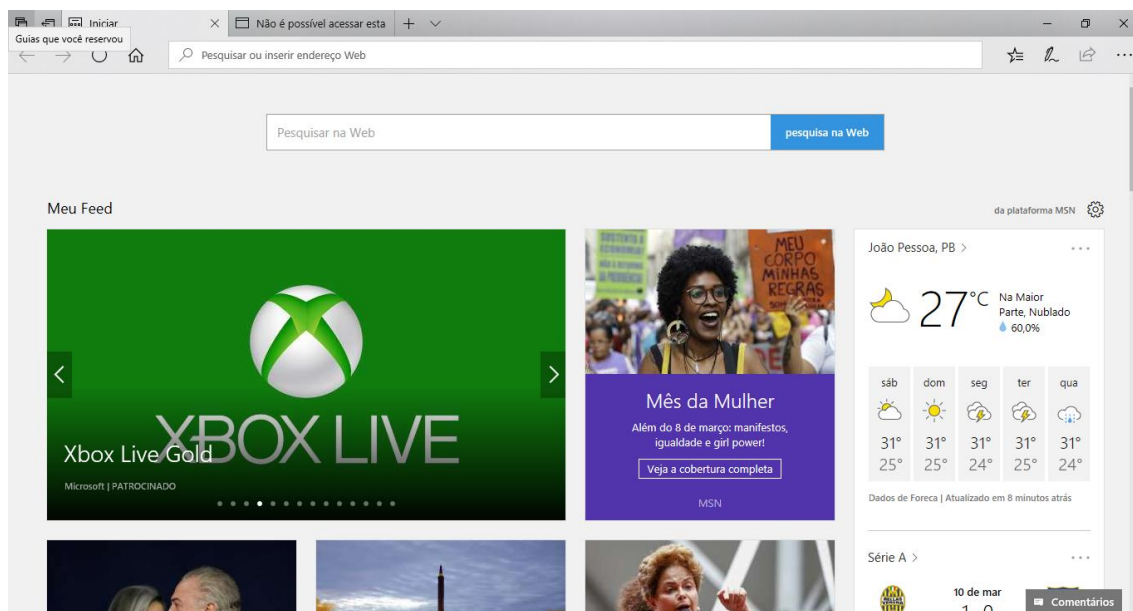 Iniciar
Não é possível acessar esta
Guias que você reservou
Pesquisar ou inserir endereço Web
Pesquisar na Web
pesquisa na Web
Meu Feed
da plataforma MSN
XBOX LIVE
Xbox Live Gold
Microsoft | PATROCINADO
MEU
CORPO
MINHAS
REGRAS
Mês da Mulher
Além do 8 de março: manifestos,
igualdade e girl power!
Veja a cobertura completa
MSN
João Pessoa, PB >
27°C
Na Maior
Parte, Nublado
60,0%
sáb dom seg ter qua
31° 31° 31° 31° 31°
25° 25° 24° 25° 24°
Dados de Foreca | Atualizado em 8 minutos atrás
Série A >
10 de mar
Comentários